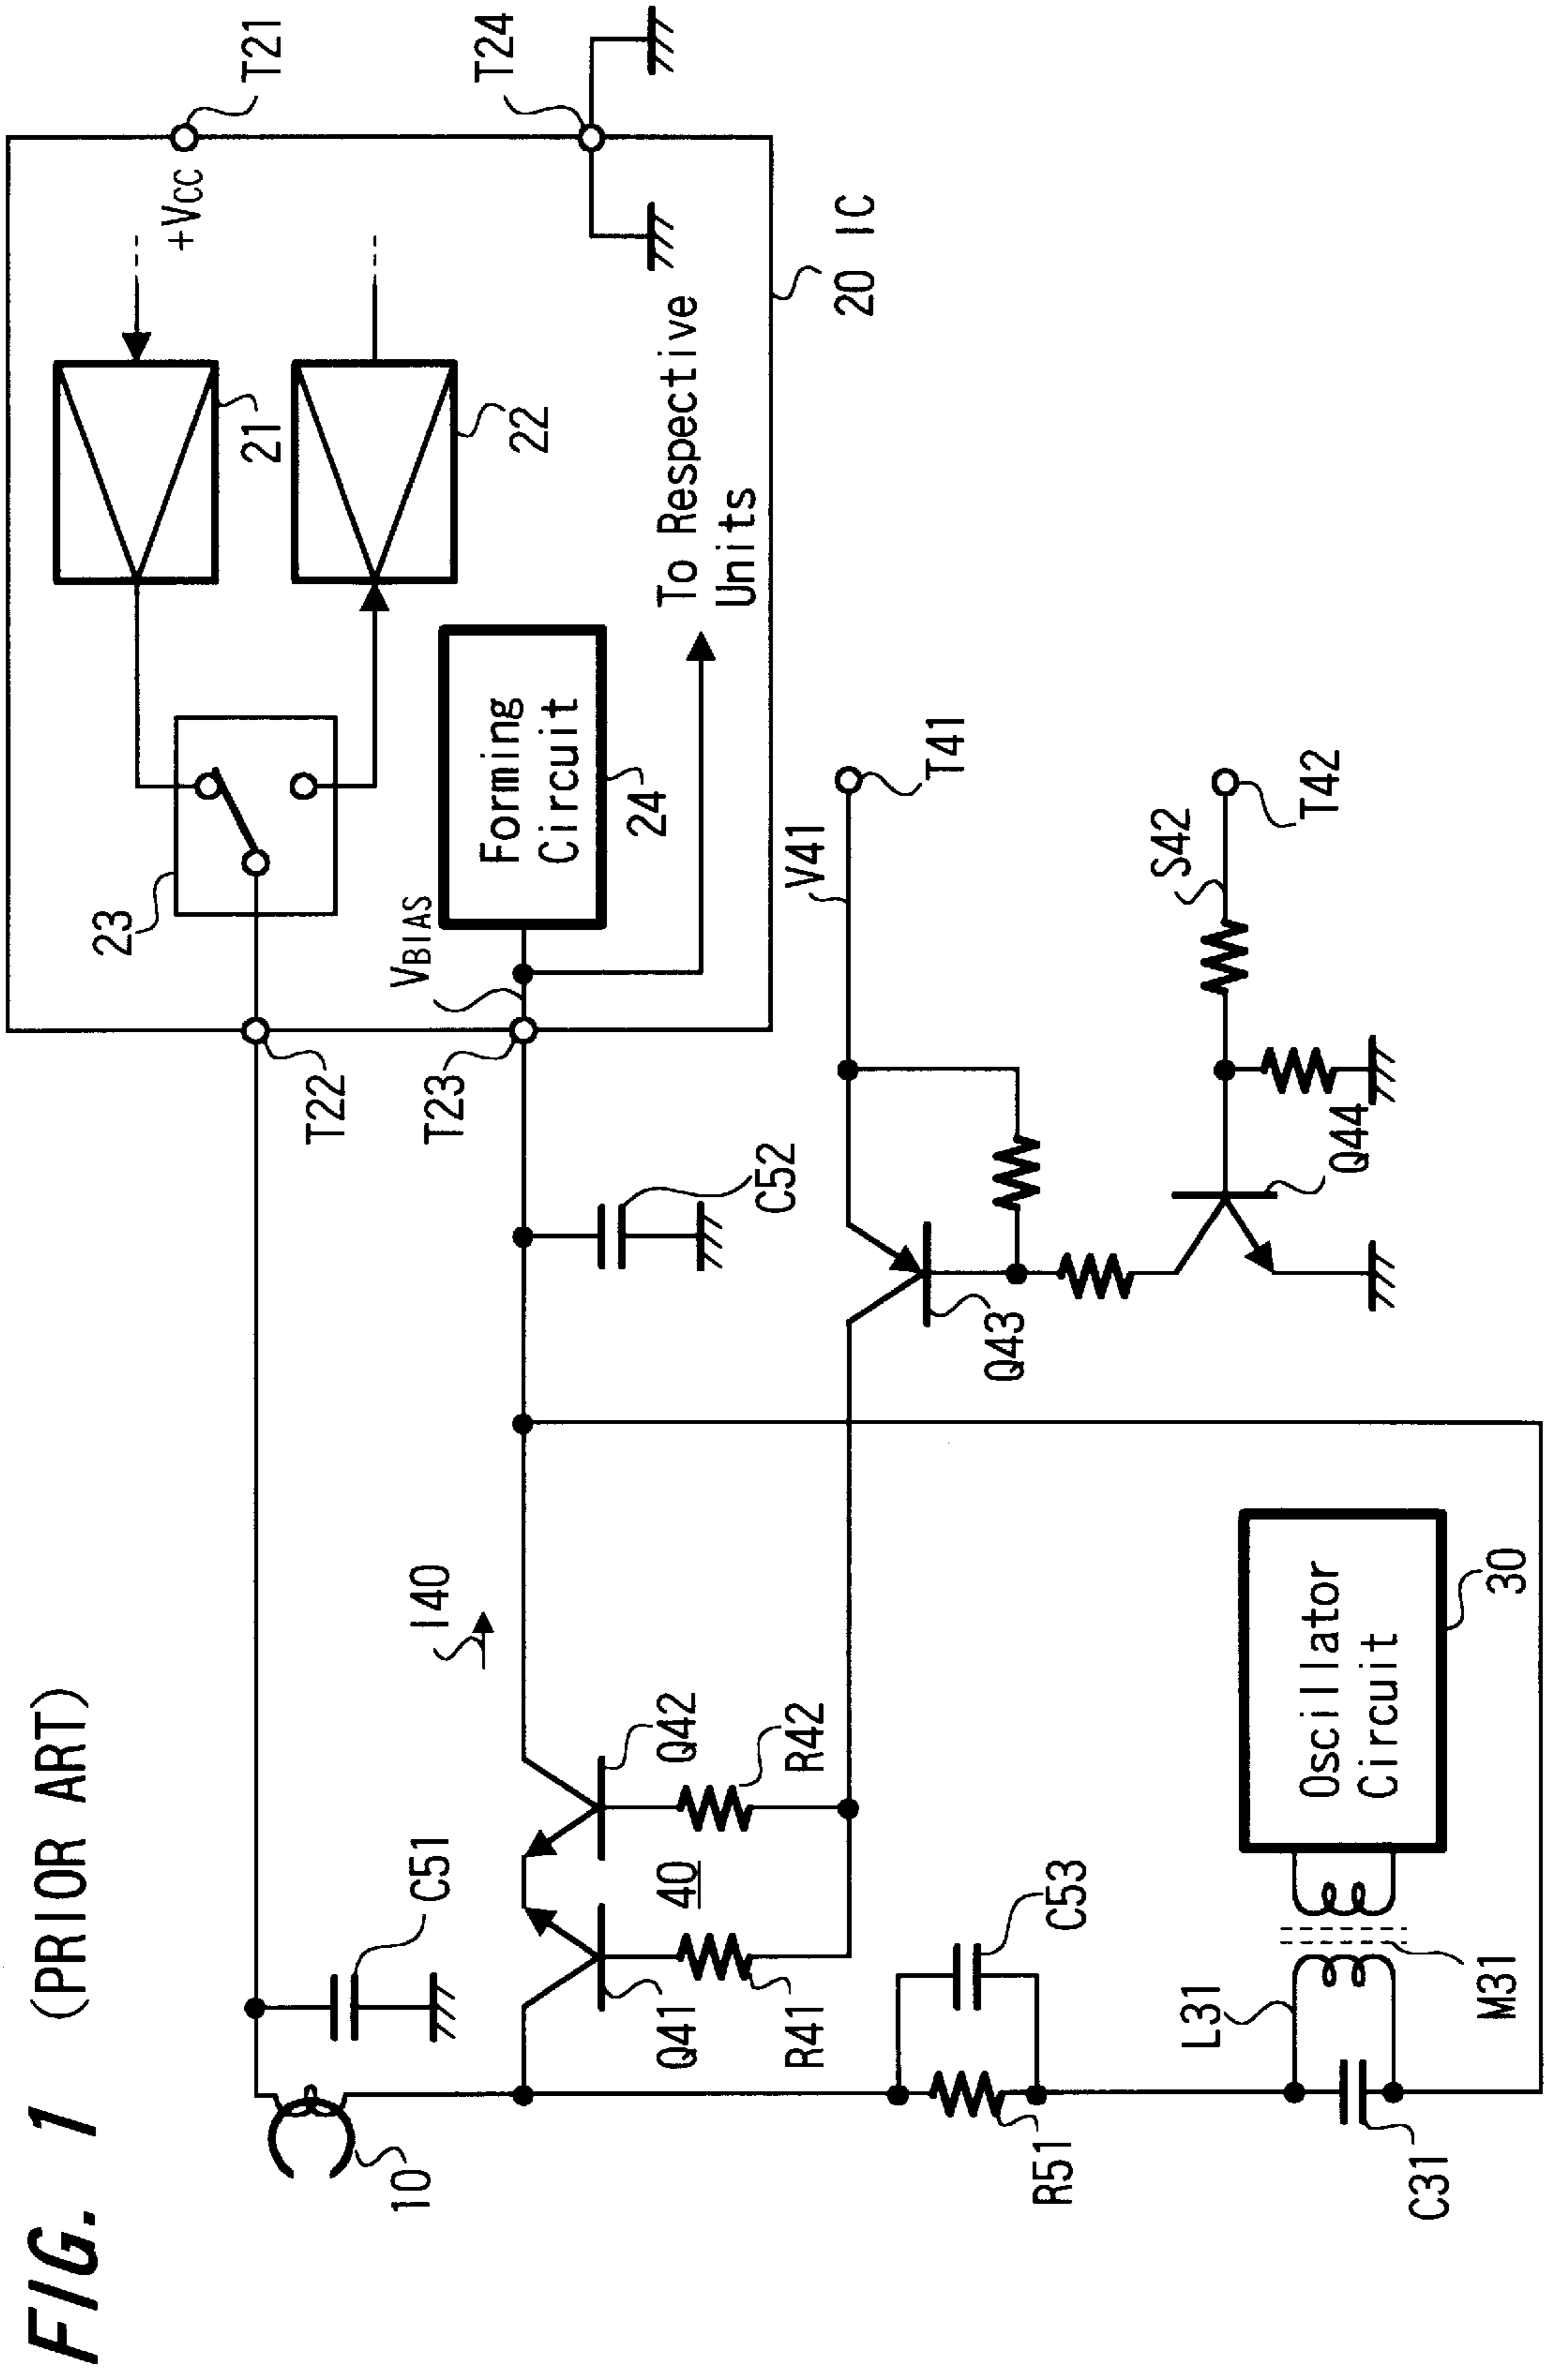 FIG. 1 (PRIOR ART)
10
C51
T22
23
21
+VCC
T21
22
I40
T23
VBIAS
Forming
Circuit
24
To Respective
Units
T24
20 IC
Q41
40
Q42
R41
R42
C52
V41
T41
Q43
S42
T42
Q44
R51
C53
L31
M31
C31
Oscillator
Circuit
30